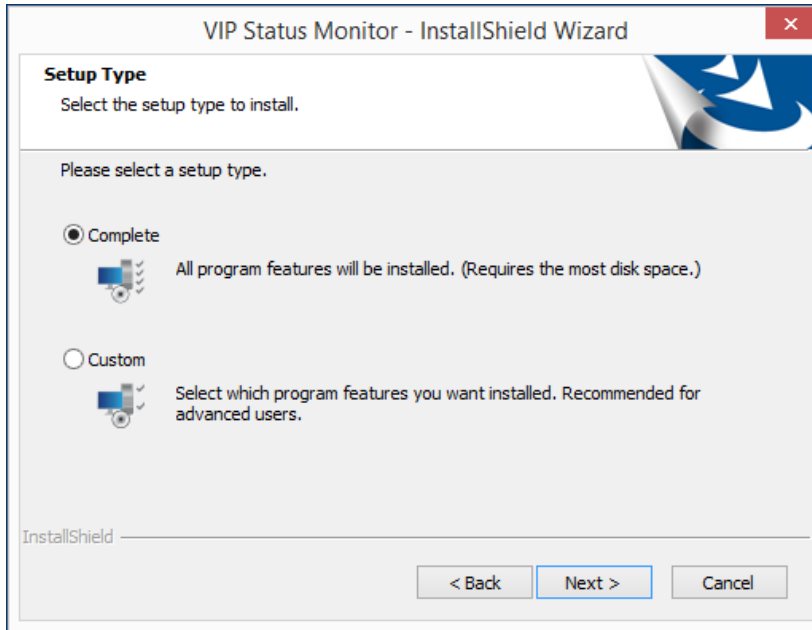 VIP Status Monitor - InstallShield Wizard
Setup Type
Select the setup type to install.
Please select a setup type.
Complete
All program features will be installed. (Requires the most disk space.)
Custom
Select which program features you want installed. Recommended for
advanced users.
InstallShield
< Back Next > Cancel